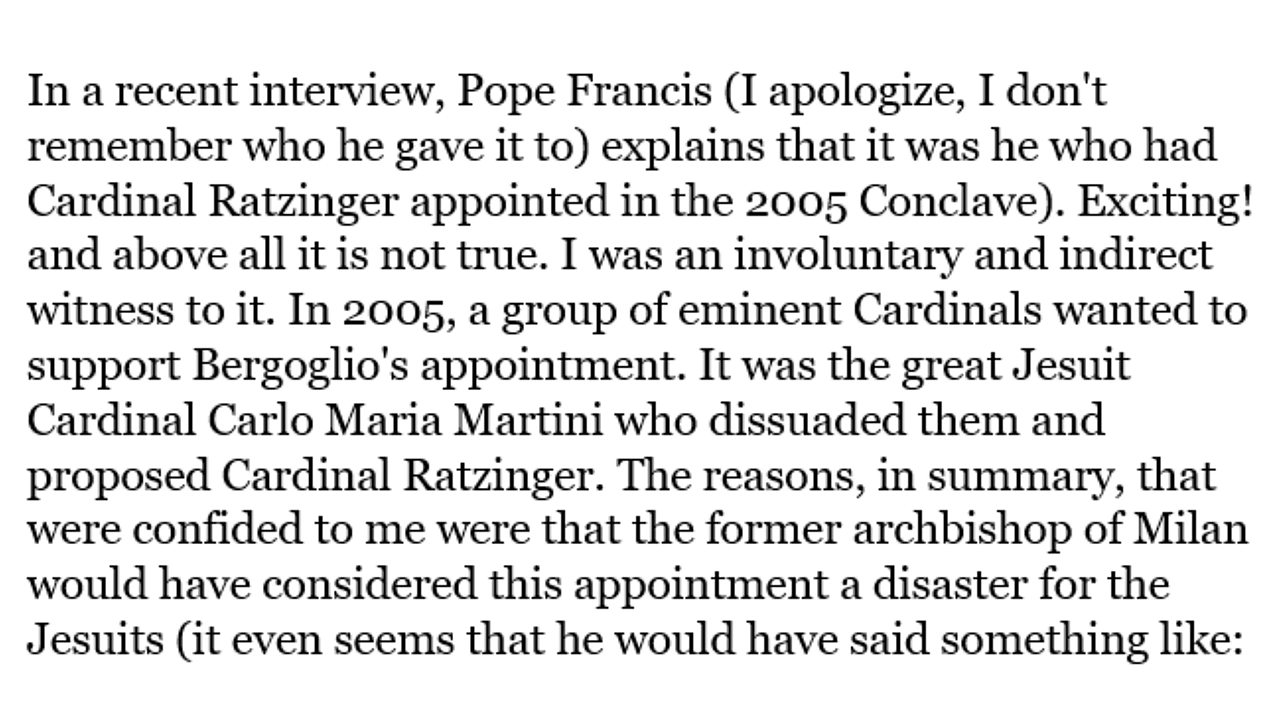 In a recent interview, Pope Francis (I apologize, I don't
remember who he gave it to) explains that it was he who had
Cardinal Ratzinger appointed in the 2005 Conclave). Exciting!
and above all it is not true. I was an involuntary and indirect
witness to it. In 2005, a group of eminent Cardinals wanted to
support Bergoglio's appointment. It was the great Jesuit
Cardinal Carlo Maria Martini who dissuaded them and
proposed Cardinal Ratzinger. The reasons, in summary, that
were confided to me were that the former archbishop of Milan
would have considered this appointment a disaster for the
Jesuits (it even seems that he would have said something like: